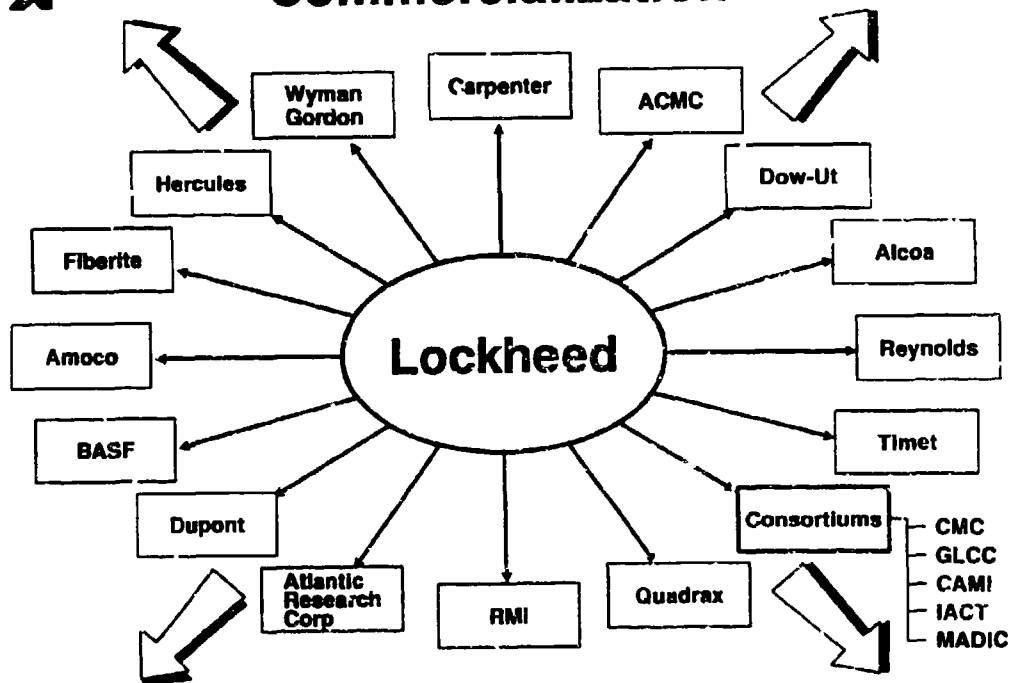 Wyman
Gordon
Carpenter
ACMC
Hercules
Dow-Ut
Fiberite
Alcoa
Lockheed
Amoco
Reynolds
BASF
Timet
Dupont
Consortiums
CMC
GLCC
CAMI
IACT
MADIC
Atlantic
Research
Corp
RMI
Quadrax